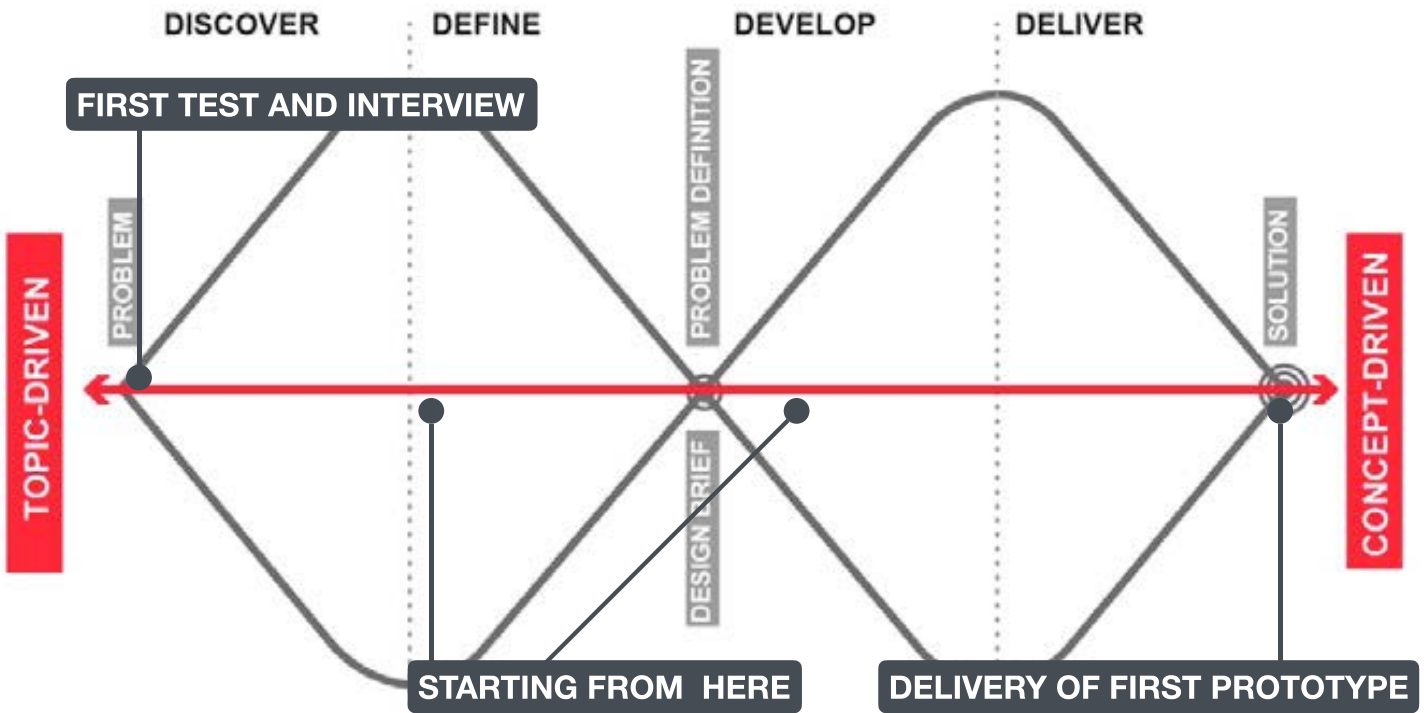 DISCOVER
DEFINE
DEVELOP
DELIVER
FIRST TEST AND INTERVIEW
PROBLEM
PROBLEM DEFINITION
SOLUTION
TOPIC-DRIVEN
CONCEPT-DRIVEN
DESIGN BRIEF
STARTING FROM HERE
DELIVERY OF FIRST PROTOTYPE